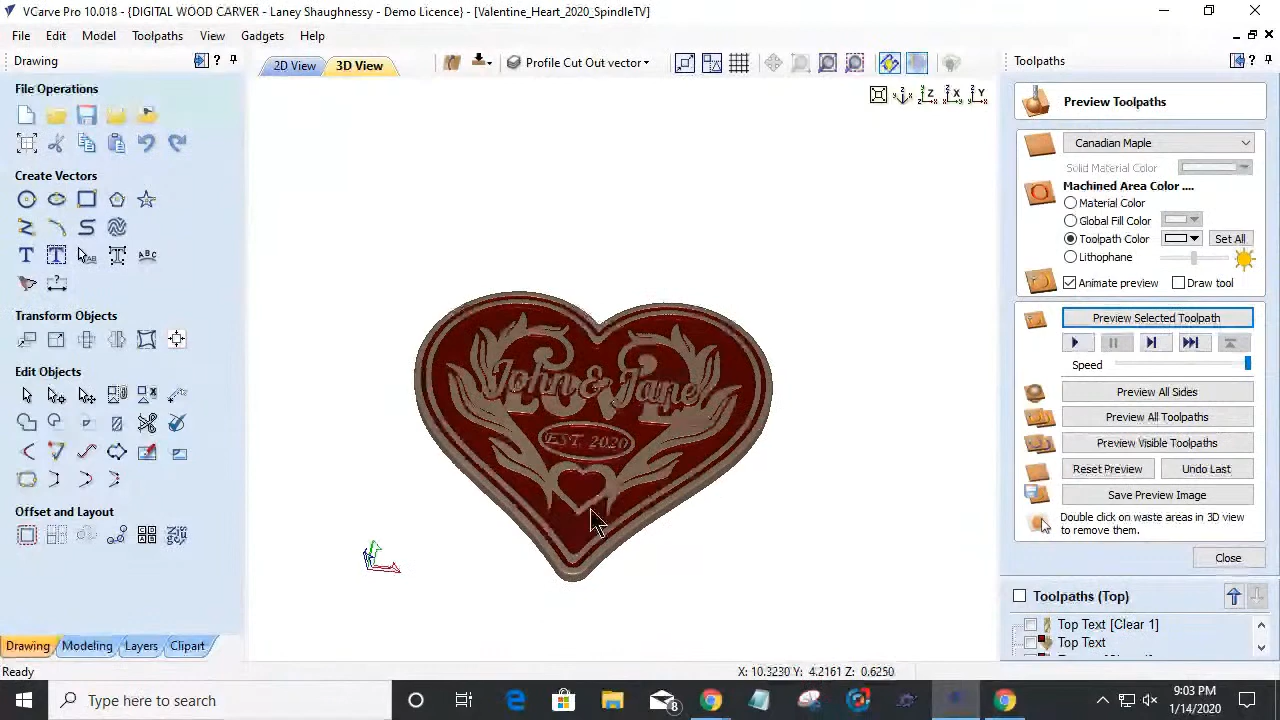 VCarve Pro 10.018 - {DIGITAL WOOD CARVER - Laney Shaughnessy - Demo Licence} - [Valentine_Heart_2020_SpindleTV]
File Edit Model Toolpaths View Gadgets Help
Drawing
2D View 3D View Profile Cut Out vector
Toolpaths
File Operations
Create Vectors
Transform Objects
Edit Objects
Offset and Layout
Drawing Modeling Layers Clipart
John & Jane
EST. 2020
Preview Toolpaths
Canadian Maple
Solid Material Color
Machined Area Color ....
Material Color
Global Fill Color
Toolpath Color Set All
Lithophane
Animate preview Draw tool
Preview Selected Toolpath
Speed
Preview All Sides
Preview All Toolpaths
Preview Visible Toolpaths
Reset Preview Undo Last
Save Preview Image
Double click on waste areas in 3D view
to remove them.
Close
Toolpaths (Top)
Top Text [Clear 1]
Top Text
Ready
X: 10.3230 Y: 4.2161 Z: 0.6250
Type here to search
8
9:03 PM
1/14/2020